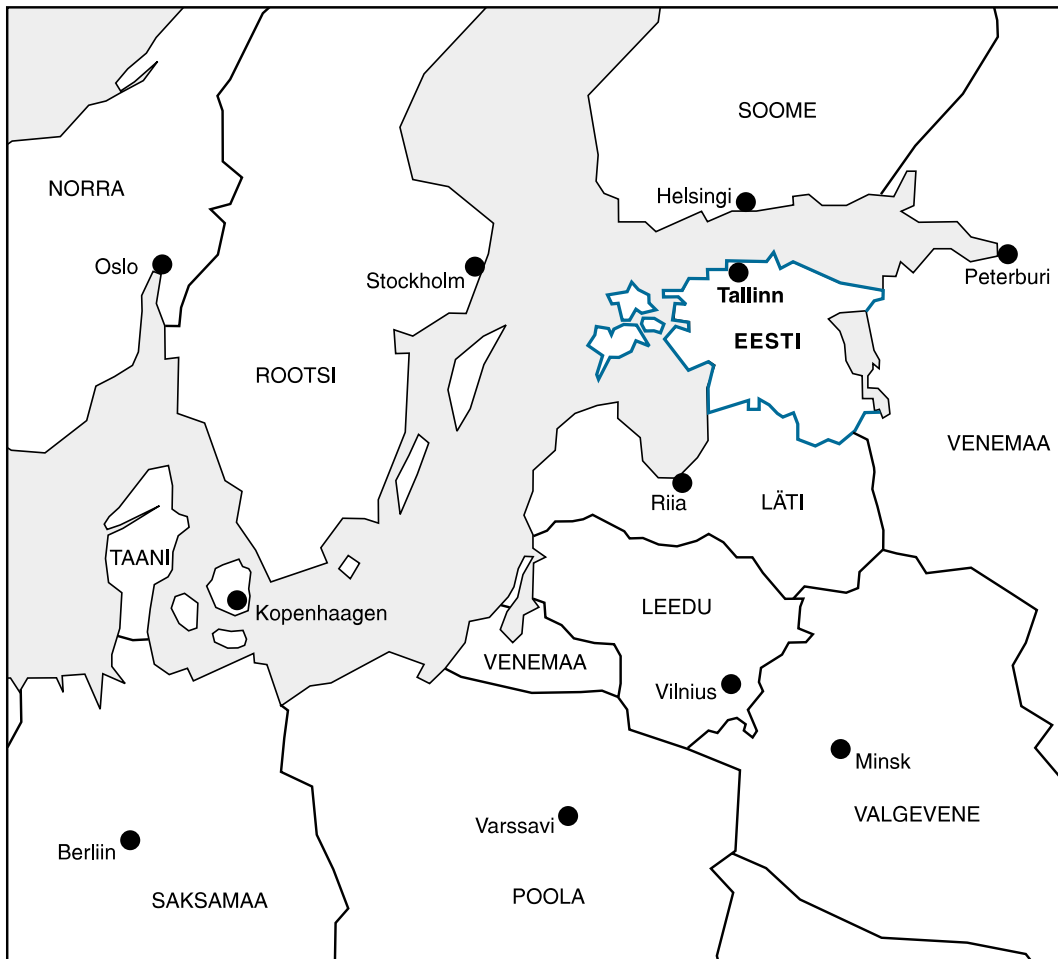 SOOME
NORRA
Helsingi
Oslo
Stockholm
Peterburi
Tallinn
EESTI
ROOTSI
VENEMAA
Riia
LÄTI
TAANI
Kopenhaagen
LEEDU
VENEMAA
Vilnius
Minsk
VALGEVENE
Varssavi
Berliin
POOLA
SAKSAMAA